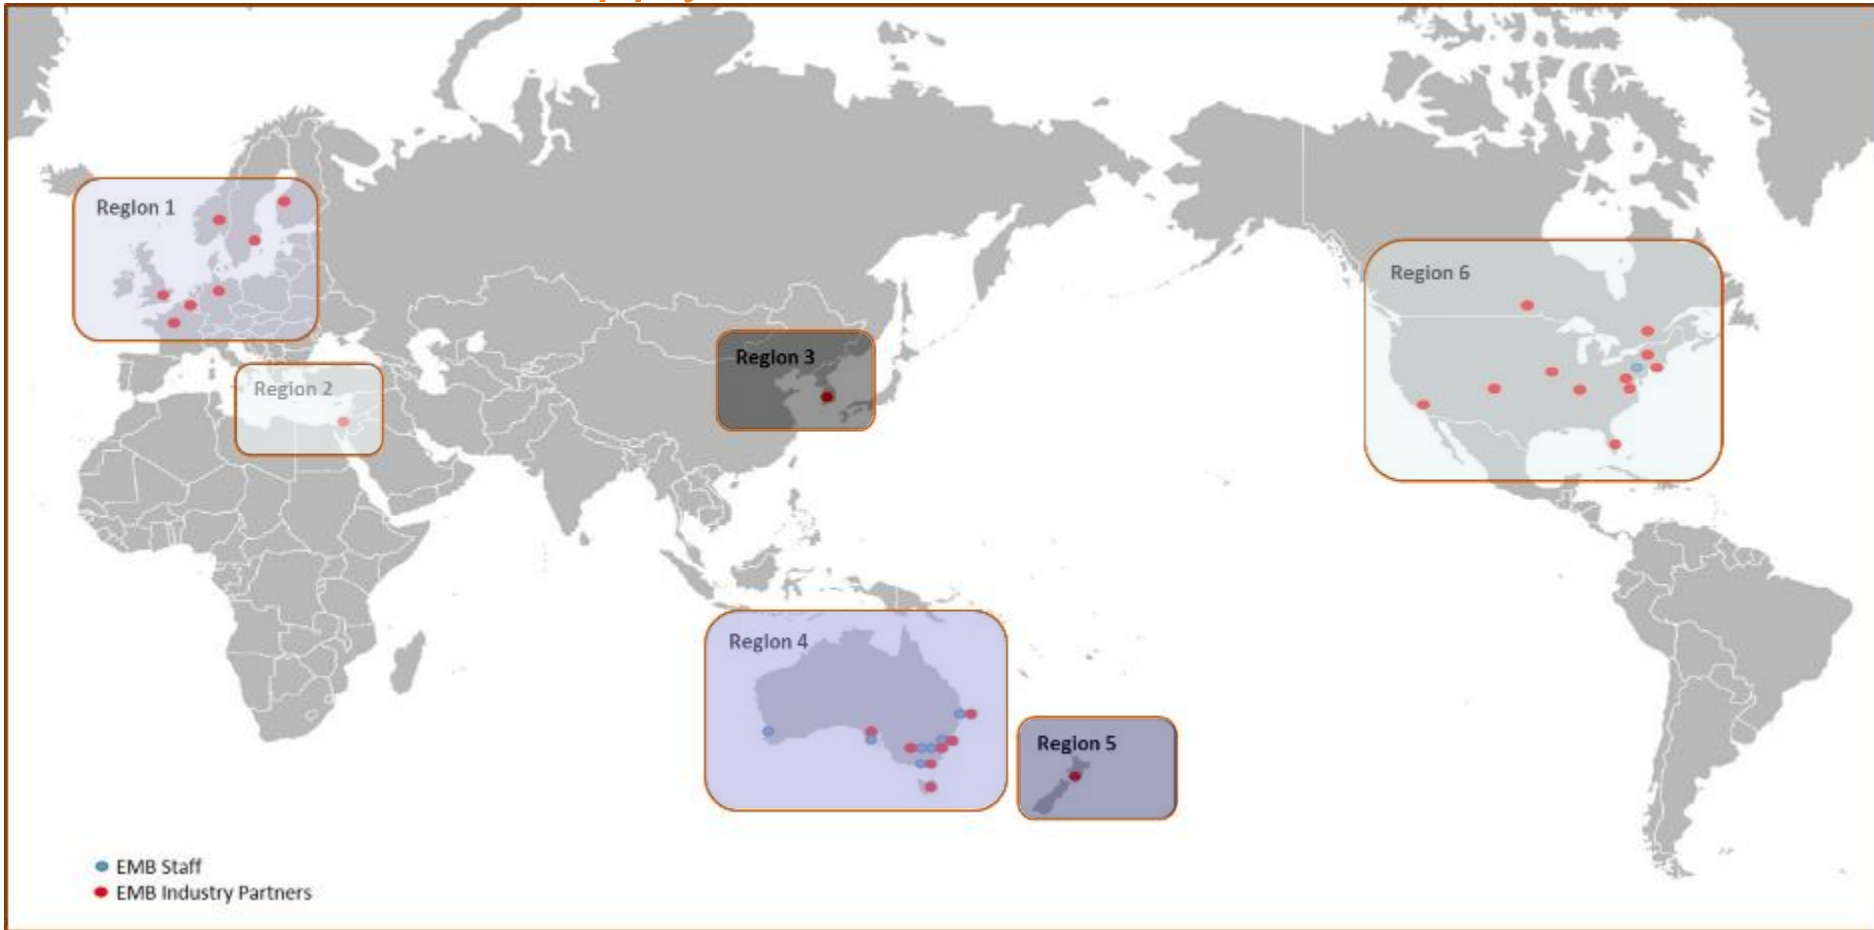 Region 1
Region 2
Region 3
Region 6
Region 4
Region 5
EMB Staff
EMB Industry Partners